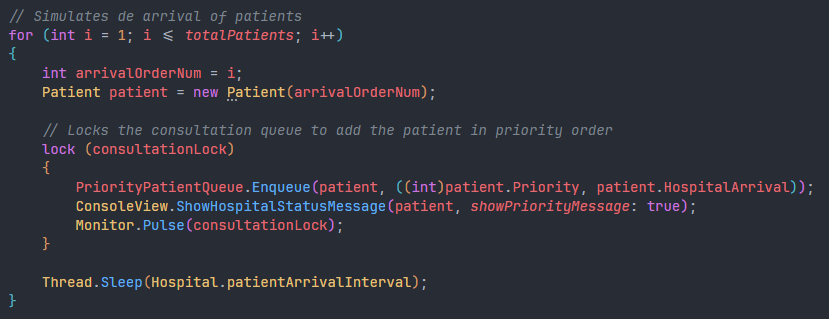 // Simulates de arrival of patients
for (int i = 1; i <= totalPatients; i++)
{
    int arrivalOrderNum = i;
    Patient patient = new Patient(arrivalOrderNum);

    // Locks the consultation queue to add the patient in priority order
    lock (consultationLock)
    {
        PriorityPatientQueue.Enqueue(patient, ((int)patient.Priority, patient.HospitalArrival));
        ConsoleView.ShowHospitalStatusMessage(patient, showPriorityMessage: true);
        Monitor.Pulse(consultationLock);
    }

    Thread.Sleep(Hospital.patientArrivalInterval);
}